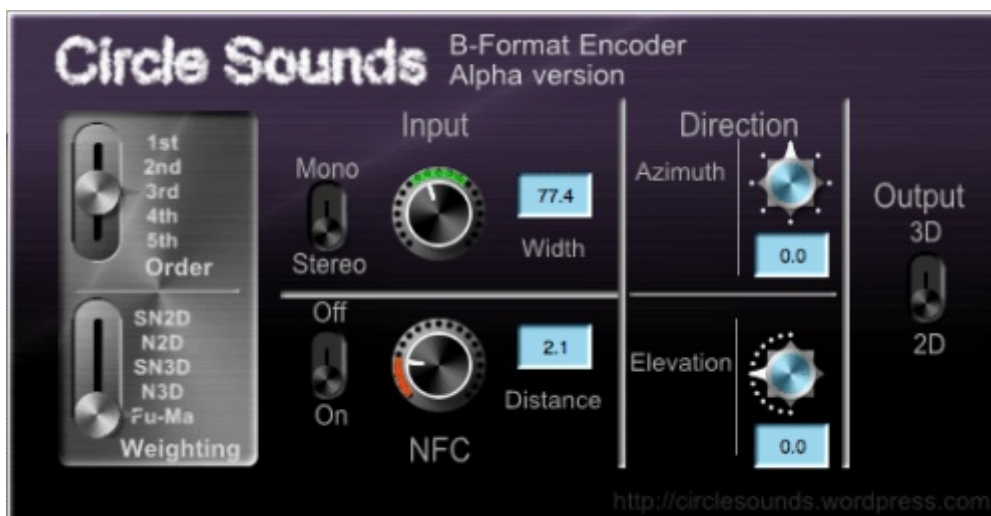 Circle Sounds
B-Format Encoder
Alpha version
1st
2nd
3rd
4th
5th
Order
SN2D
N2D
SN3D
N3D
Fu-Ma
Weighting
Input
Mono
Stereo
77.4
Width
Off
On
2.1
Distance
NFC
Direction
Azimuth
0.0
Elevation
0.0
Output
3D
2D
http://circlesounds.wordpress.com